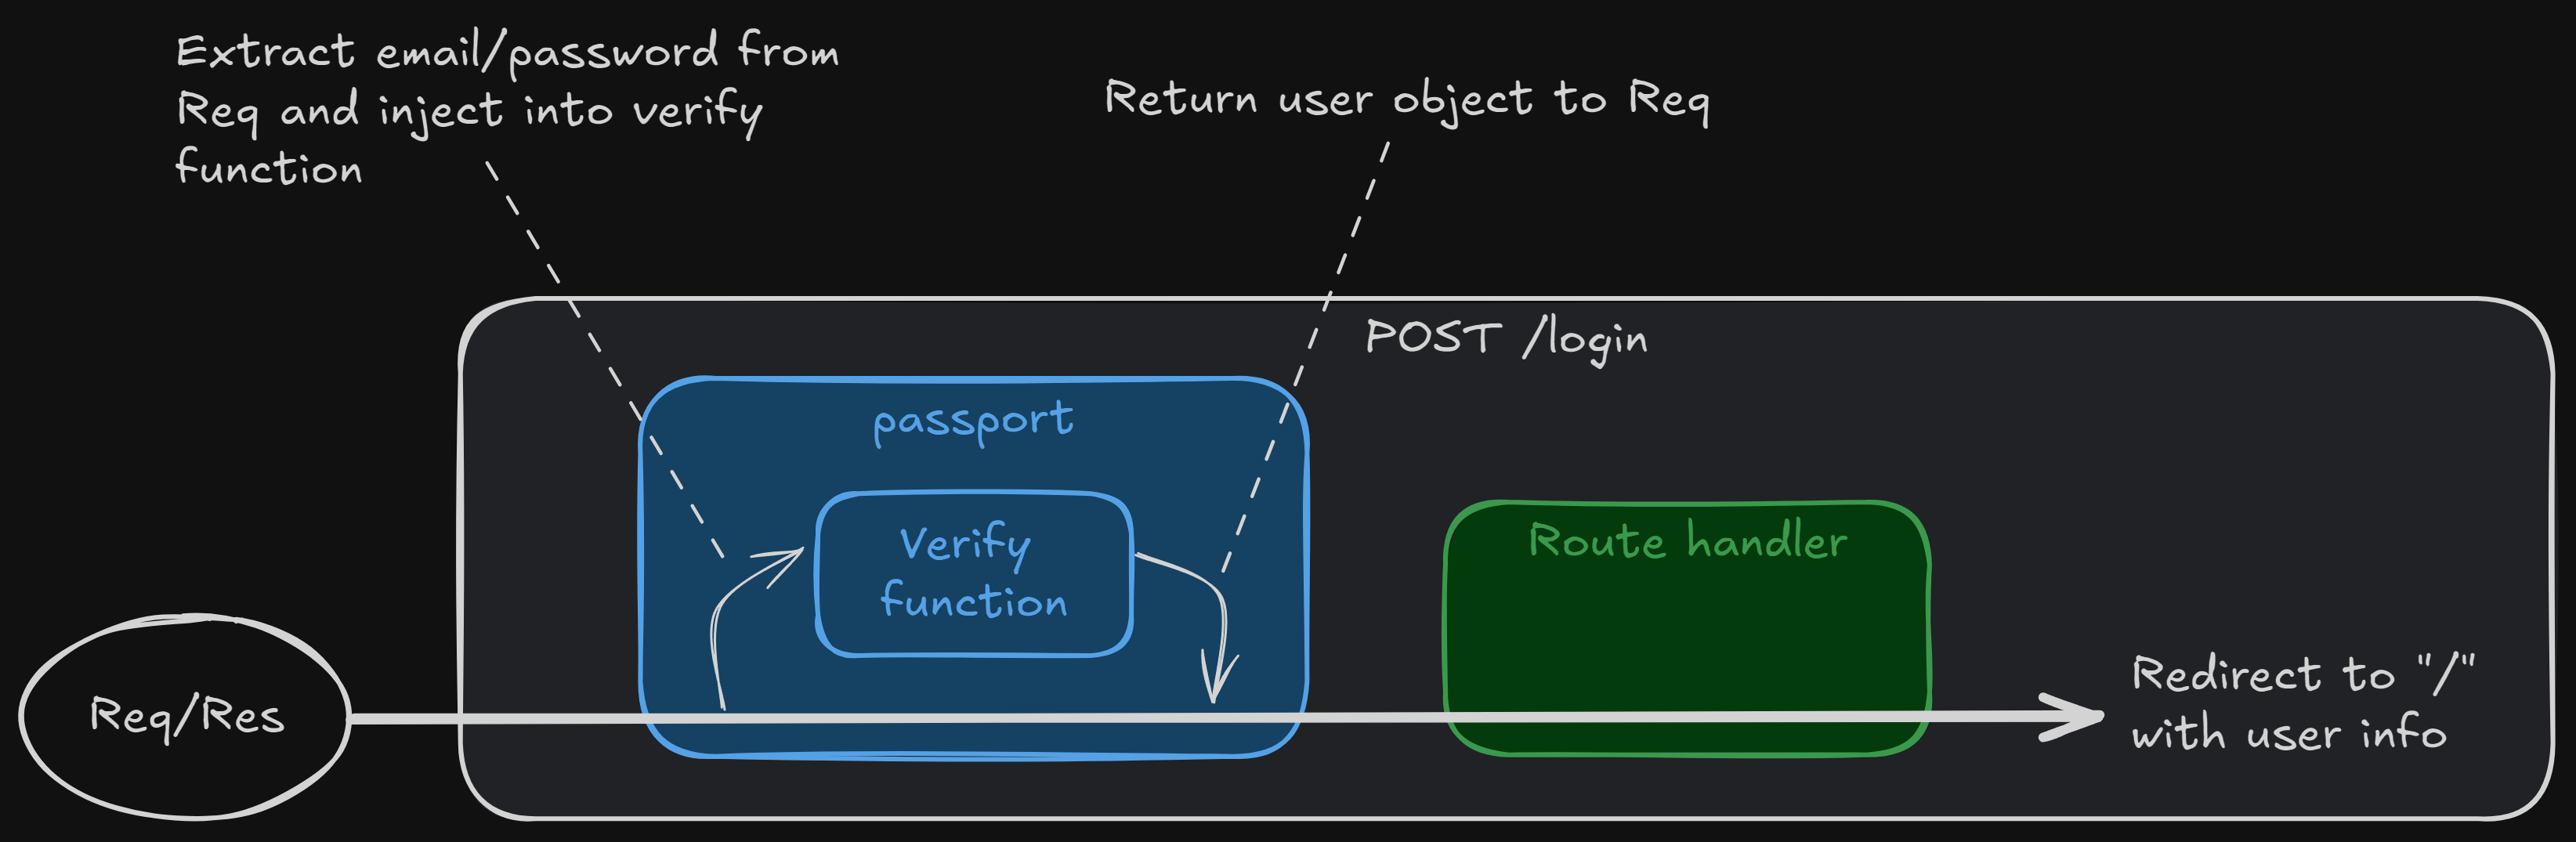 Extract email/password from
Req and inject into verify
function
Return user object to Req
POST /login
passport
Verify
function
Route handler
Req/Res
Redirect to "/"
with user info